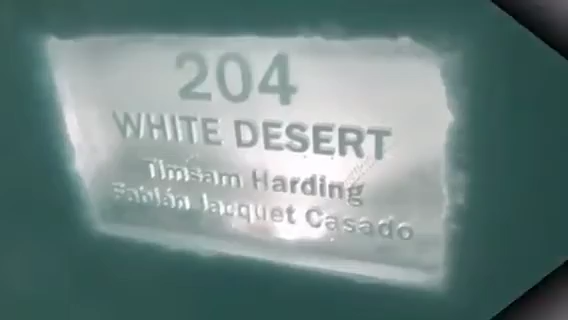 204
WHITE DESERT
Timsam Harding
Fabián Jacquet Casado